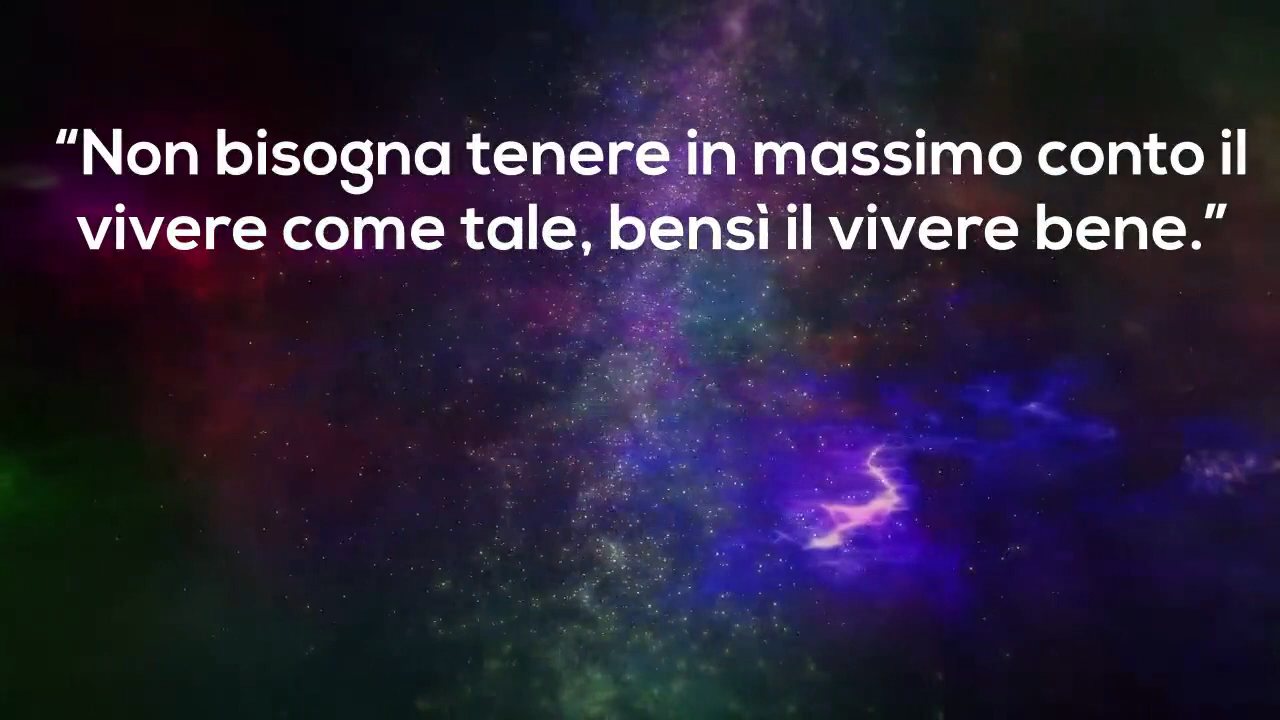 “Non bisogna tenere in massimo conto il
vivere come tale, bensì il vivere bene.”